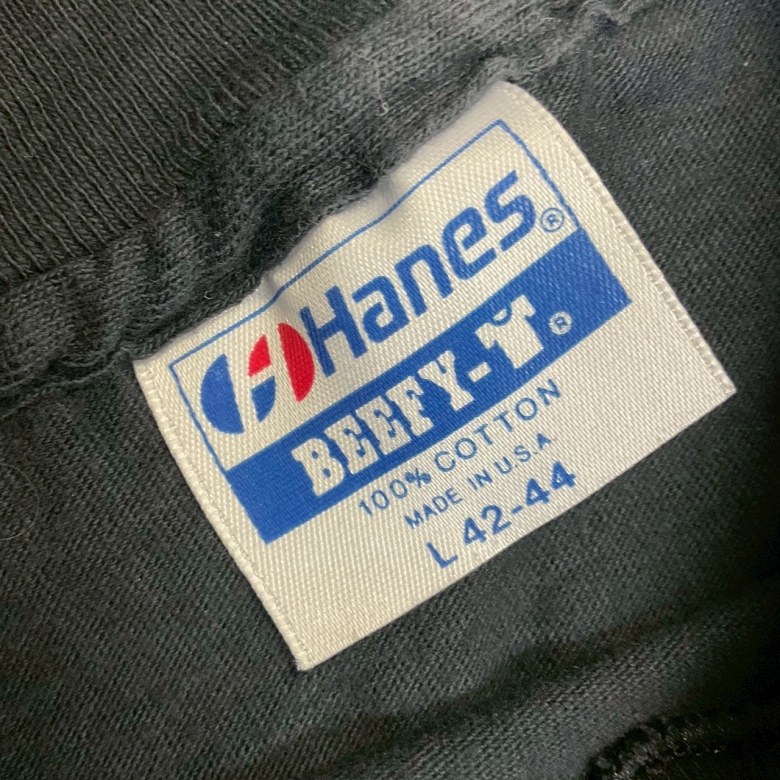 Hanes®
BEEFY-T®
100% COTTON
MADE IN U.S.A.
L 42-44